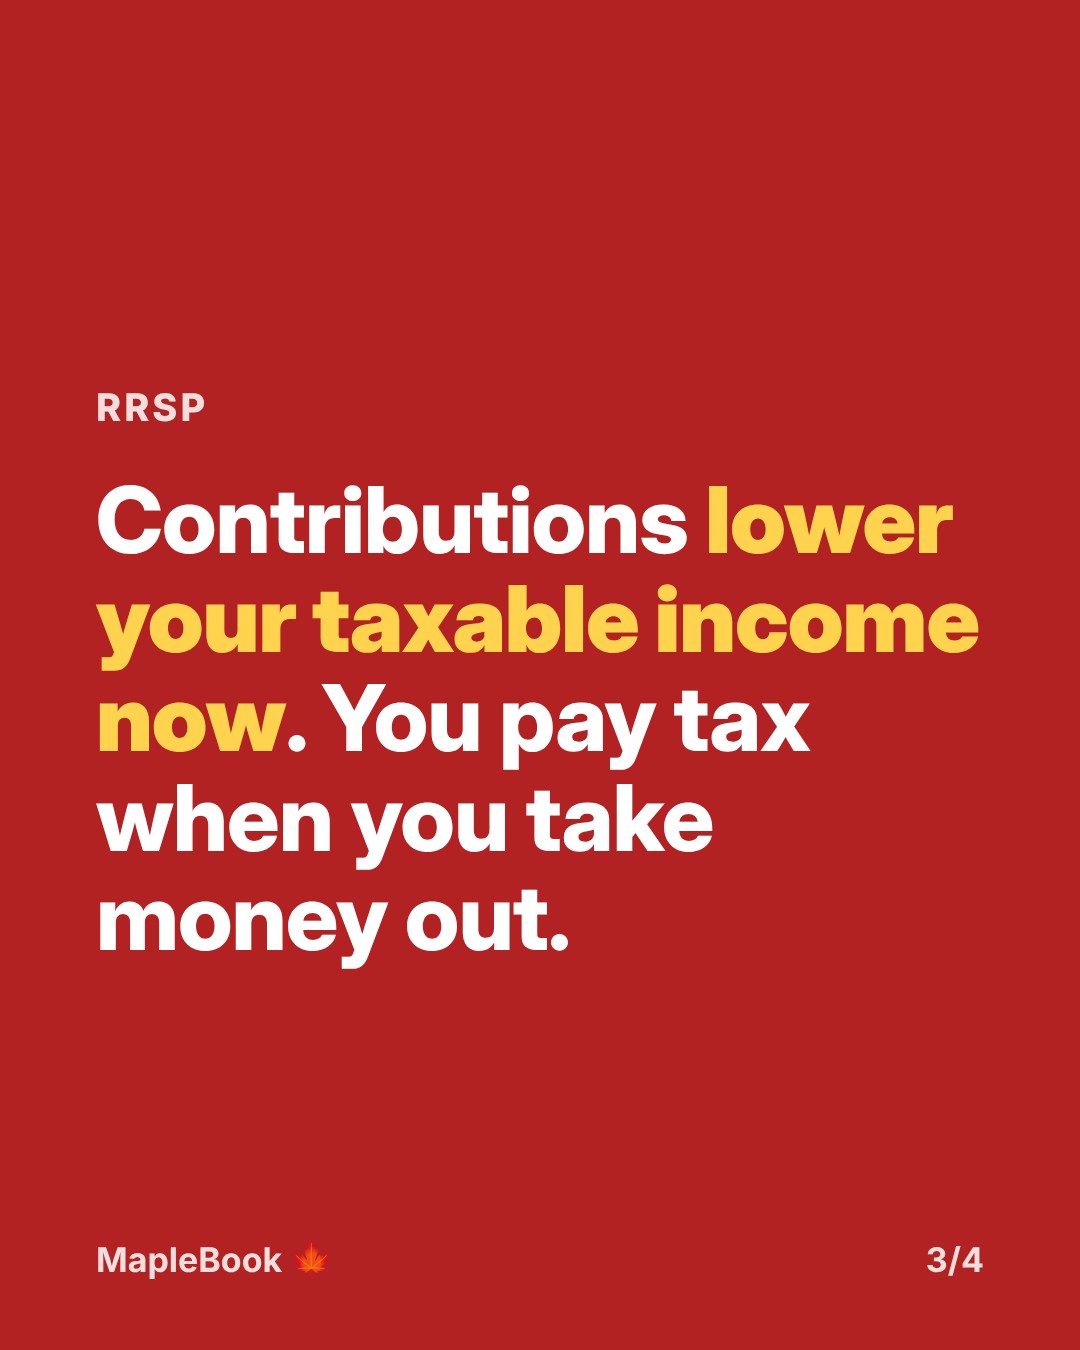 RRSP
Contributions lower
your taxable income
now. You pay tax
when you take
money out.
MapleBook 🍁
3/4